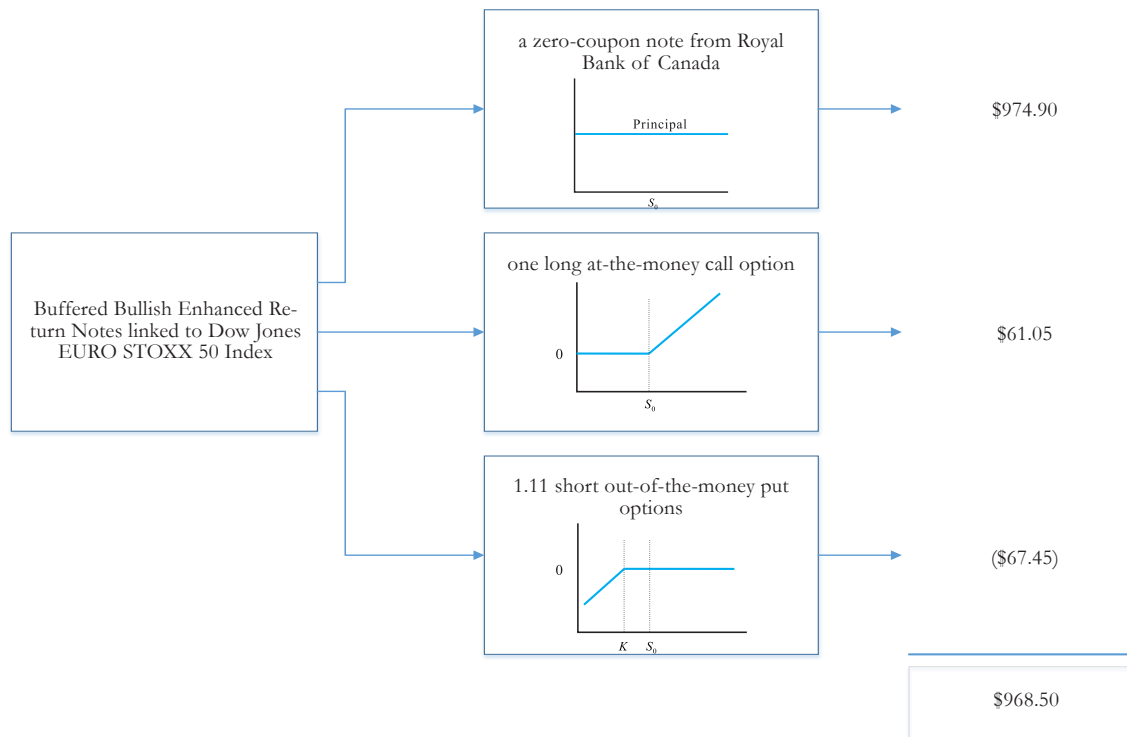 a zero-coupon note from Royal
Bank of Canada
Principal
S₀
$974.90
Buffered Bullish Enhanced Re-
turn Notes linked to Dow Jones
EURO STOXX 50 Index
one long at-the-money call option
0
S₀
$61.05
1.11 short out-of-the-money put
options
0
K S₀
($67.45)
$968.50